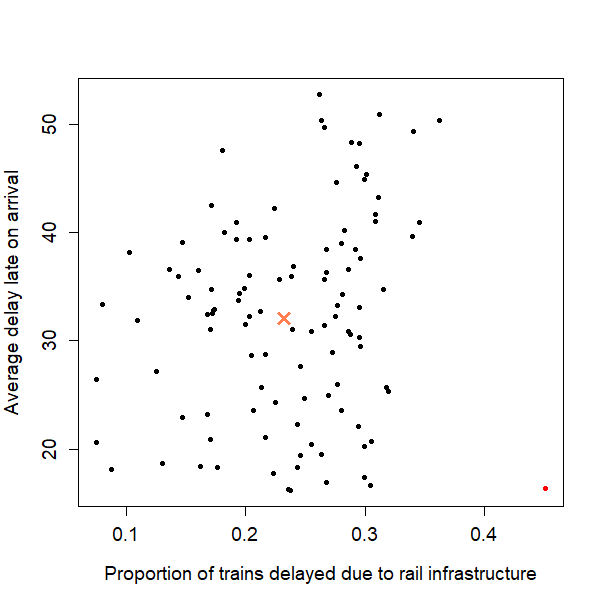 50
40
30
20
Average delay late on arrival
0.1 0.2 0.3 0.4
Proportion of trains delayed due to rail infrastructure